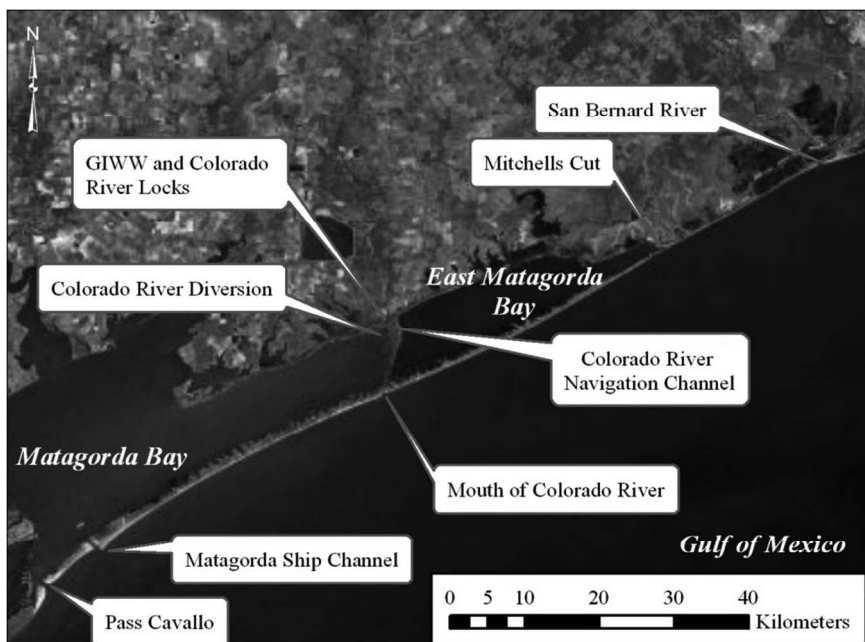 N
San Bernard River
GIWW and Colorado
River Locks
Mitchells Cut
Colorado River Diversion
East Matagorda
Bay
Colorado River
Navigation Channel
Matagorda Bay
Mouth of Colorado River
Matagorda Ship Channel
Gulf of Mexico
Pass Cavallo
0 5 10 20 30 40
Kilometers